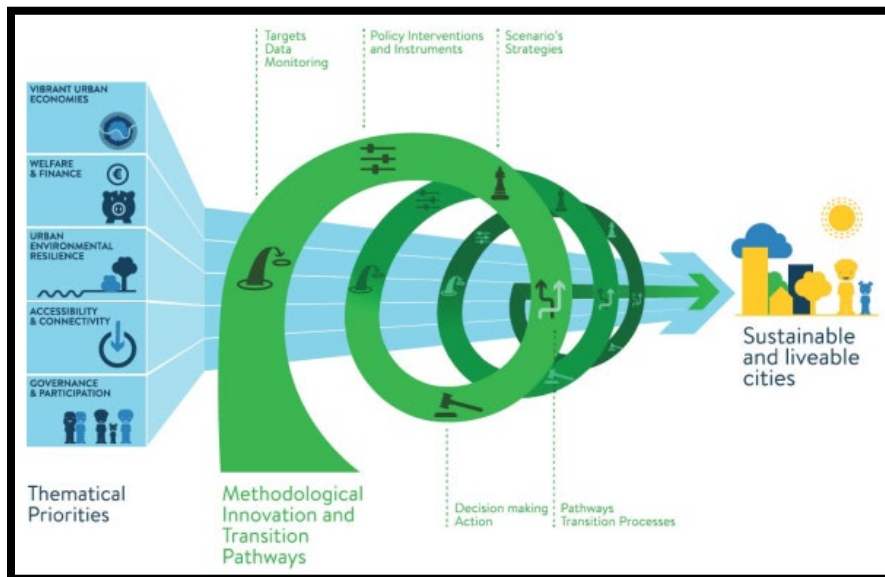 Targets
Data
Monitoring
Policy Interventions
and Instruments
Scenario's
Strategies
VIBRANT URBAN
ECONOMIES
WELFARE
& FINANCE
€
URBAN
ENVIRONMENTAL
RESILIENCE
ACCESSIBILITY
& CONNECTIVITY
GOVERNANCE
& PARTICIPATION
Sustainable
and liveable
cities
Thematical
Priorities
Methodological
Innovation and
Transition
Pathways
Decision making
Action
Pathways
Transition Processes